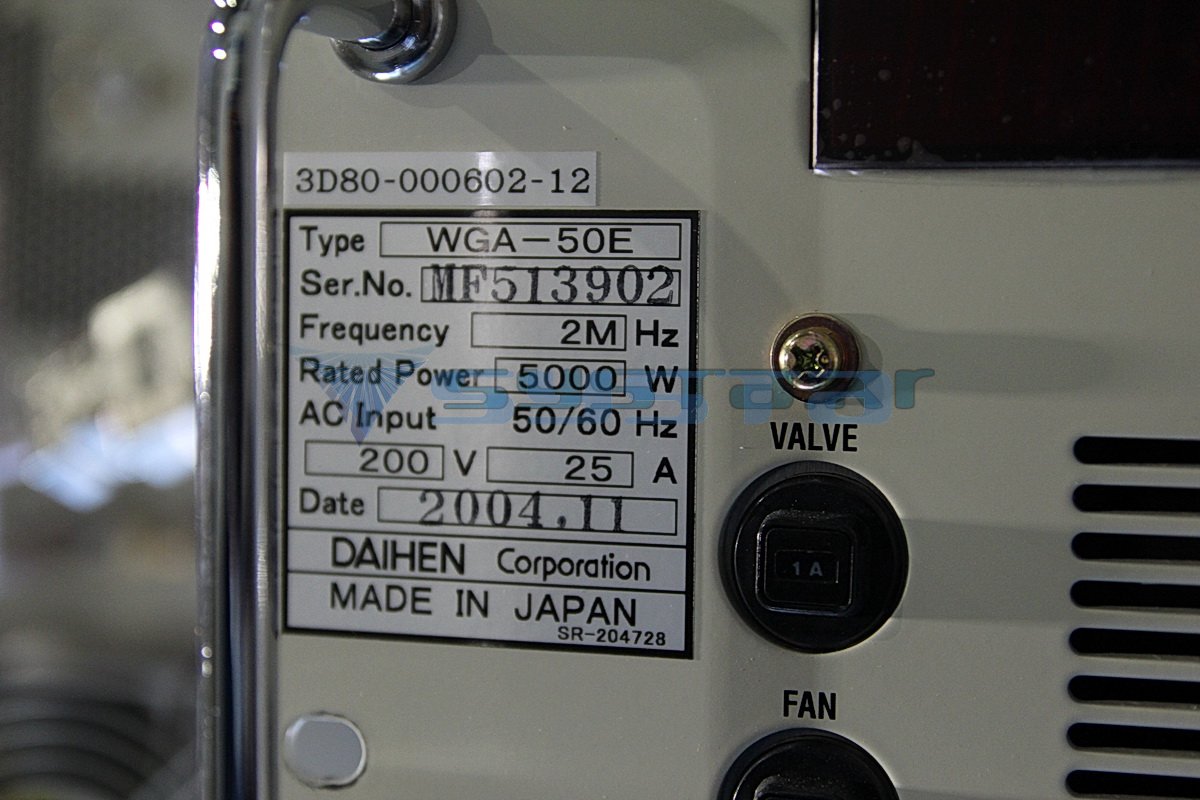 3D80-000602-12
Type WGA-50E
Ser.No. MF513902
Frequency 2M Hz
Rated Power 5000 W
AC Input 50/60 Hz
200 V 25 A
Date 2004.11
DAIHEN Corporation
MADE IN JAPAN
SR-204728
systar
VALVE
1A
FAN